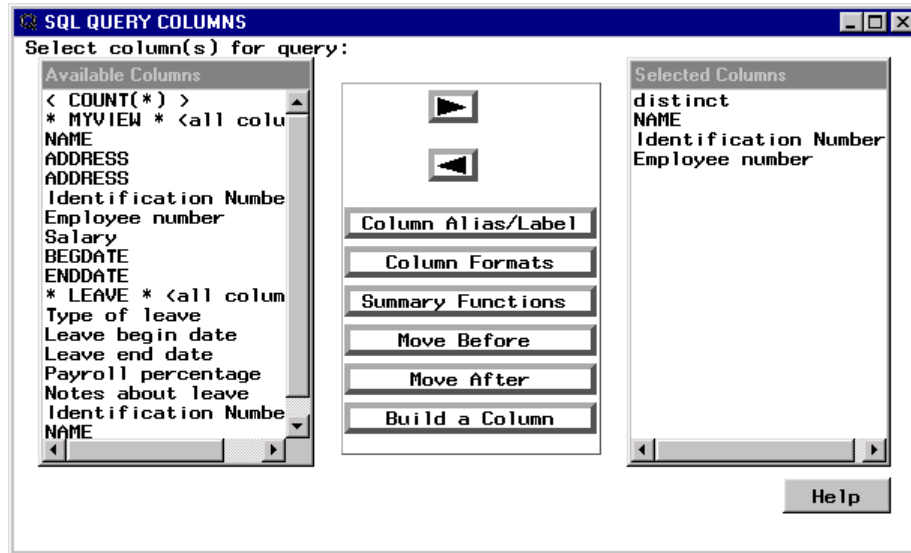 SQL QUERY COLUMNS
Select column(s) for query:
Available Columns
< COUNT(*) >
* MYVIEW * <all colu
NAME
ADDRESS
ADDRESS
Identification Numbe
Employee number
Salary
BEGDATE
ENDDATE
* LEAVE * <all colum
Type of leave
Leave begin date
Leave end date
Payroll percentage
Notes about leave
Identification Numbe
NAME
Column Alias/Label
Column Formats
Summary Functions
Move Before
Move After
Build a Column
Selected Columns
distinct
NAME
Identification Number
Employee number
Help